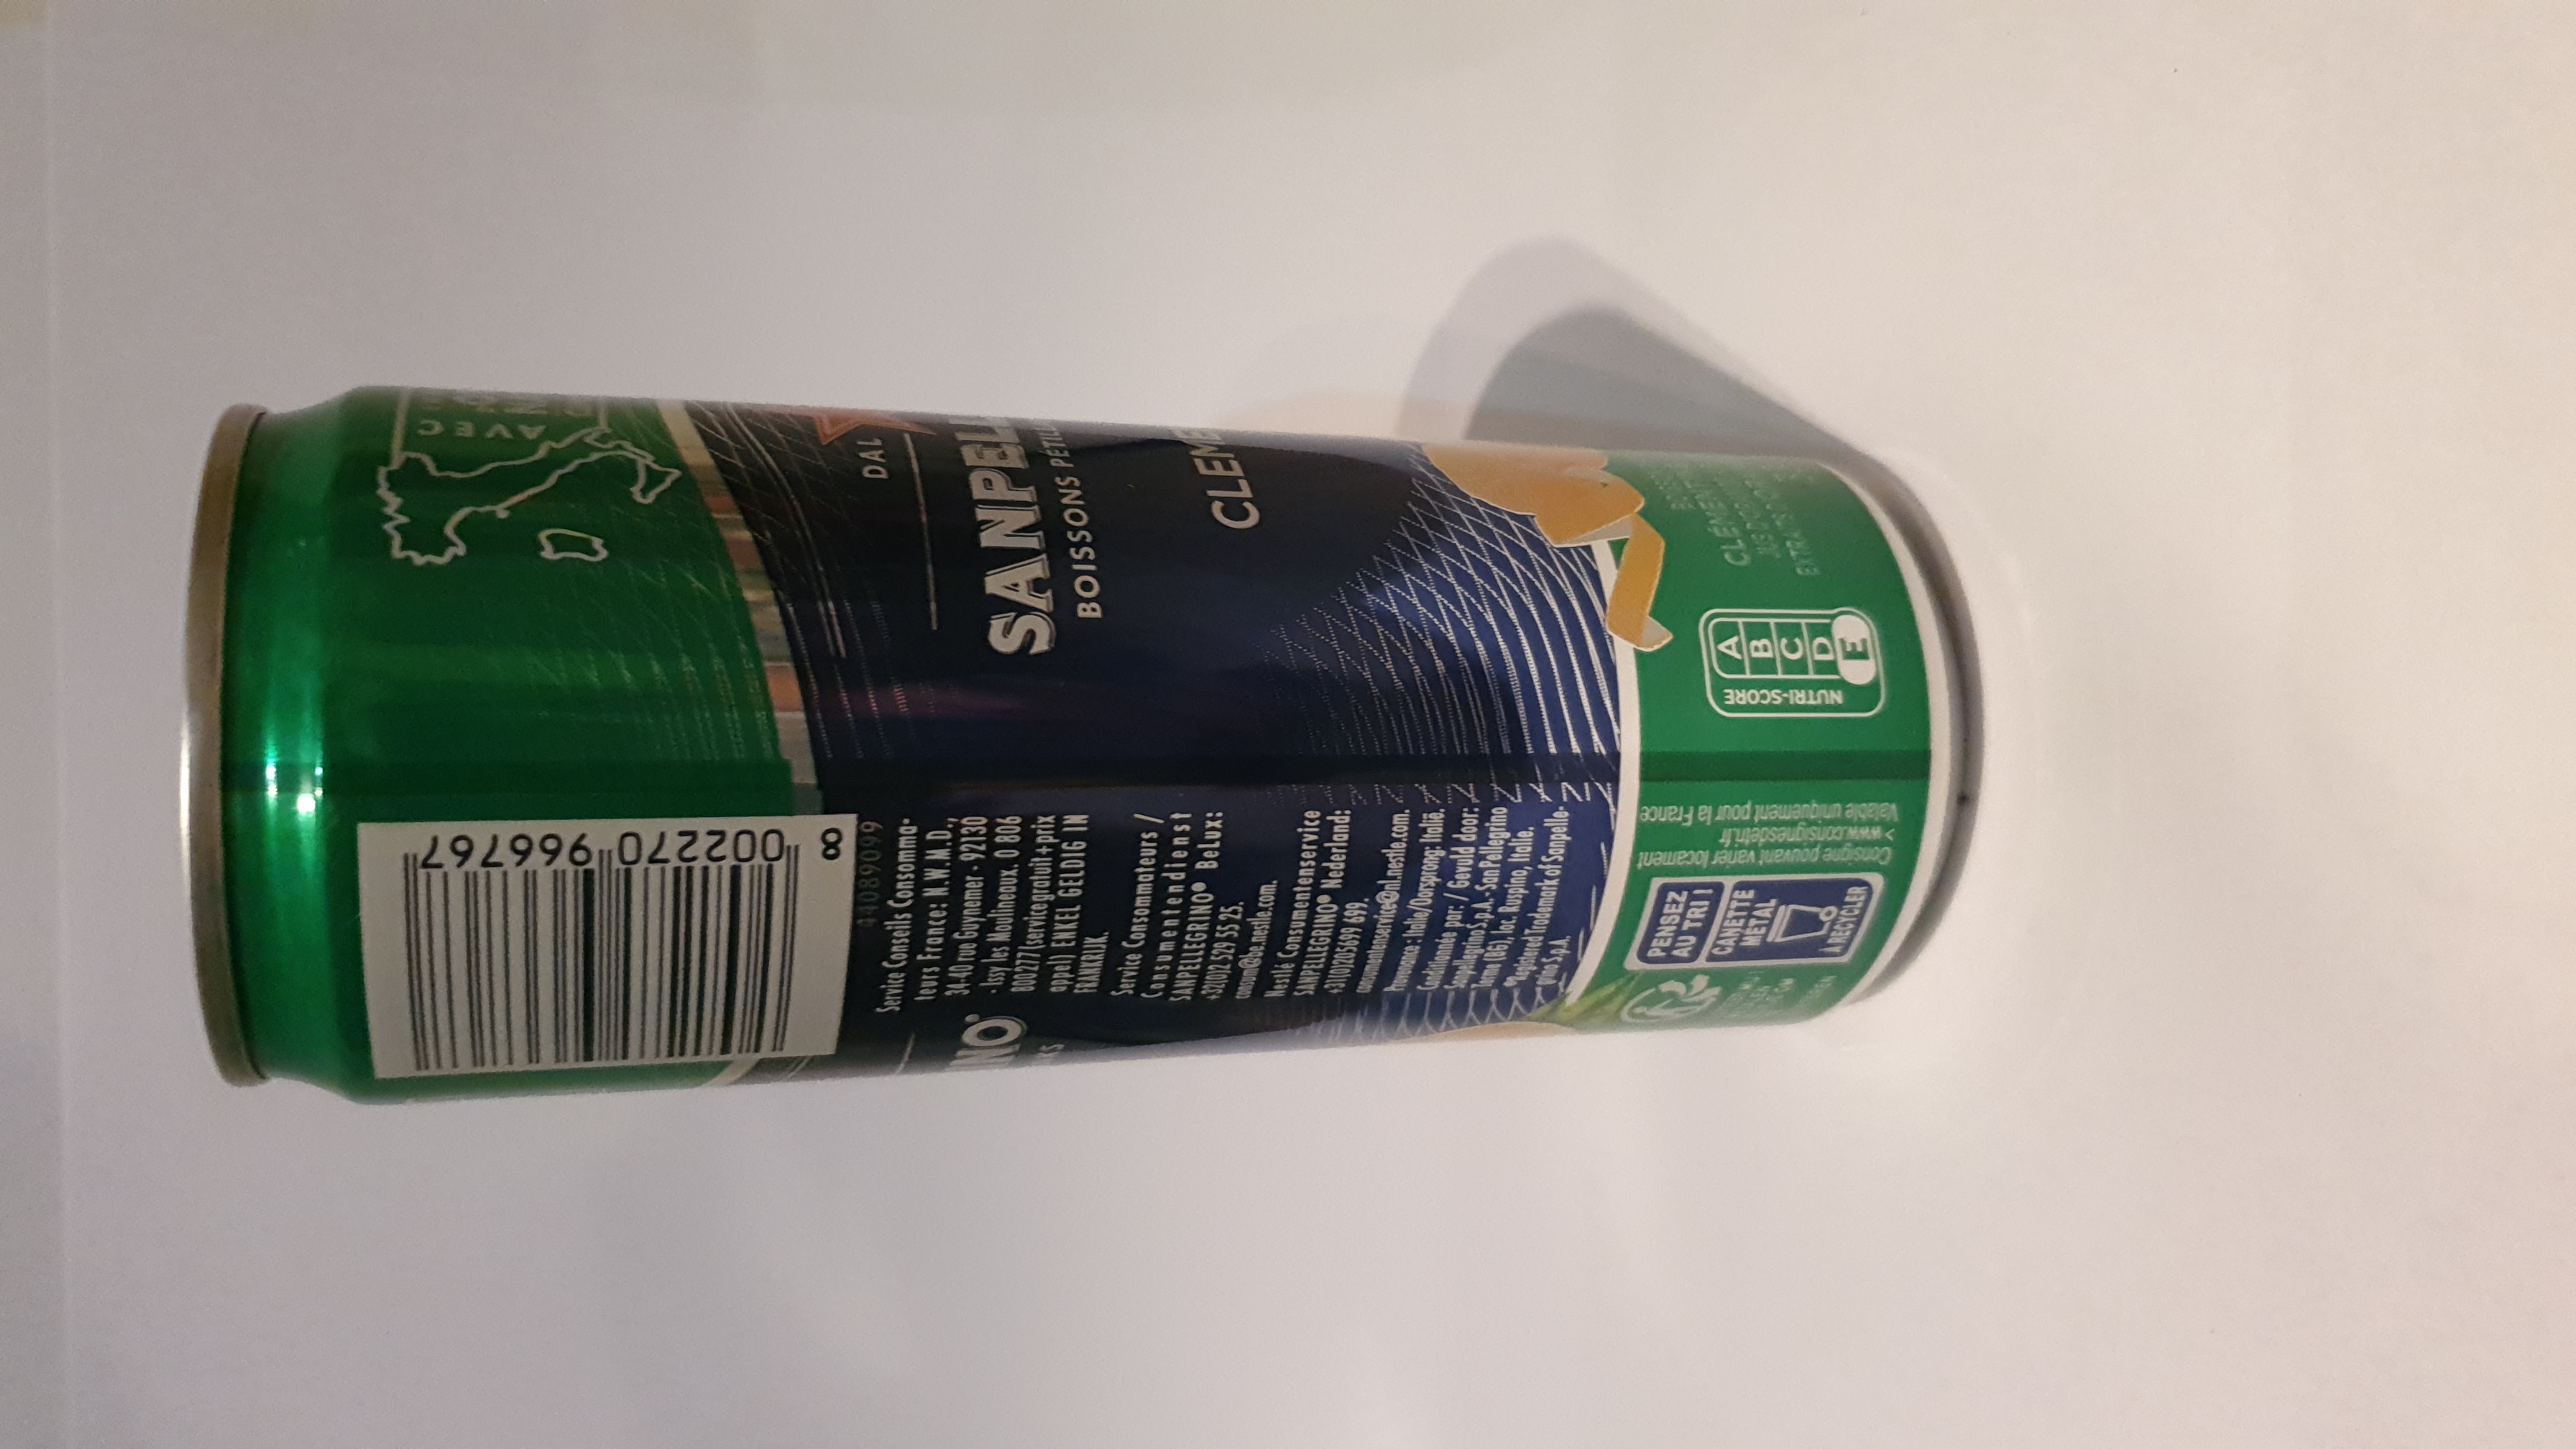 8 002270 966767
44089099
Service Conseils Consomma-
teurs France: N.W.M.D.,
34-40 rue Guynemer - 92130
- Issy les Moulineaux. 0 806
800277 (service gratuit + prix
appel) ENKEL GELDIG IN
FRANKRIJK.
Service Consommateurs /
Consumentendienst
SANPELLEGRINO® BeLux:
+32(0)2 529 55 25.
consum@be.nestle.com.
Nestlé Consumentenservice
SANPELLEGRINO® Nederland:
+31(0)205699 699.
consumentenservice@nl.nestle.com.
Provenance : Italie/Oorsprong: Italië.
Conditionnée par: / Gevuld door:
Sanpellegrino S.p.A. - San Pellegrino
Terme (BG), loc. Ruspino, Italie.
®Registered Trademark of Sanpelle-
grino S.p.A.
PENSEZ
AU TRI !
CANETTE
MÉTAL
À RECYCLER
Consigne pouvant varier locament
> www.consignesdetri.fr
Valable uniquement pour la France
INO®
KS
AVEC
DAL
SANPELL
BOISSONS PÉTILL
CLEME
NUTRI-SCORE
A
B
C
D
E
CLÉMENT